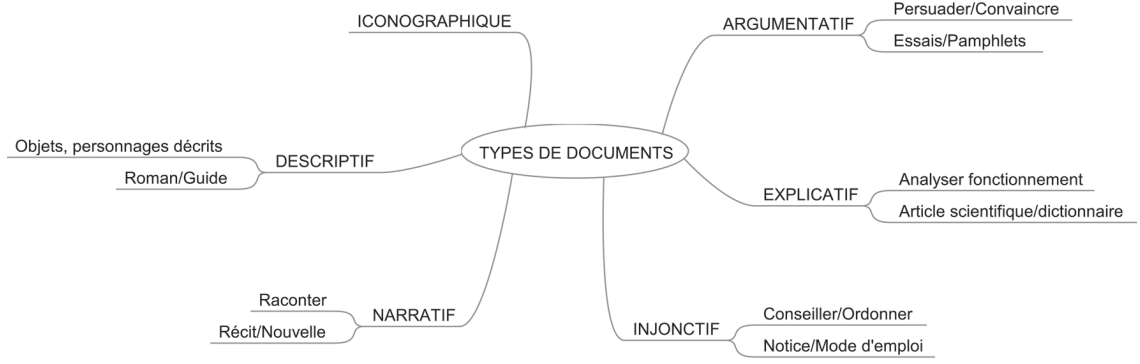 TYPES DE DOCUMENTS
ICONOGRAPHIQUE
ARGUMENTATIF
Persuader/Convaincre
Essais/Pamphlets
EXPLICATIF
Analyser fonctionnement
Article scientifique/dictionnaire
INJONCTIF
Conseiller/Ordonner
Notice/Mode d'emploi
NARRATIF
Raconter
Récit/Nouvelle
DESCRIPTIF
Objets, personnages décrits
Roman/Guide